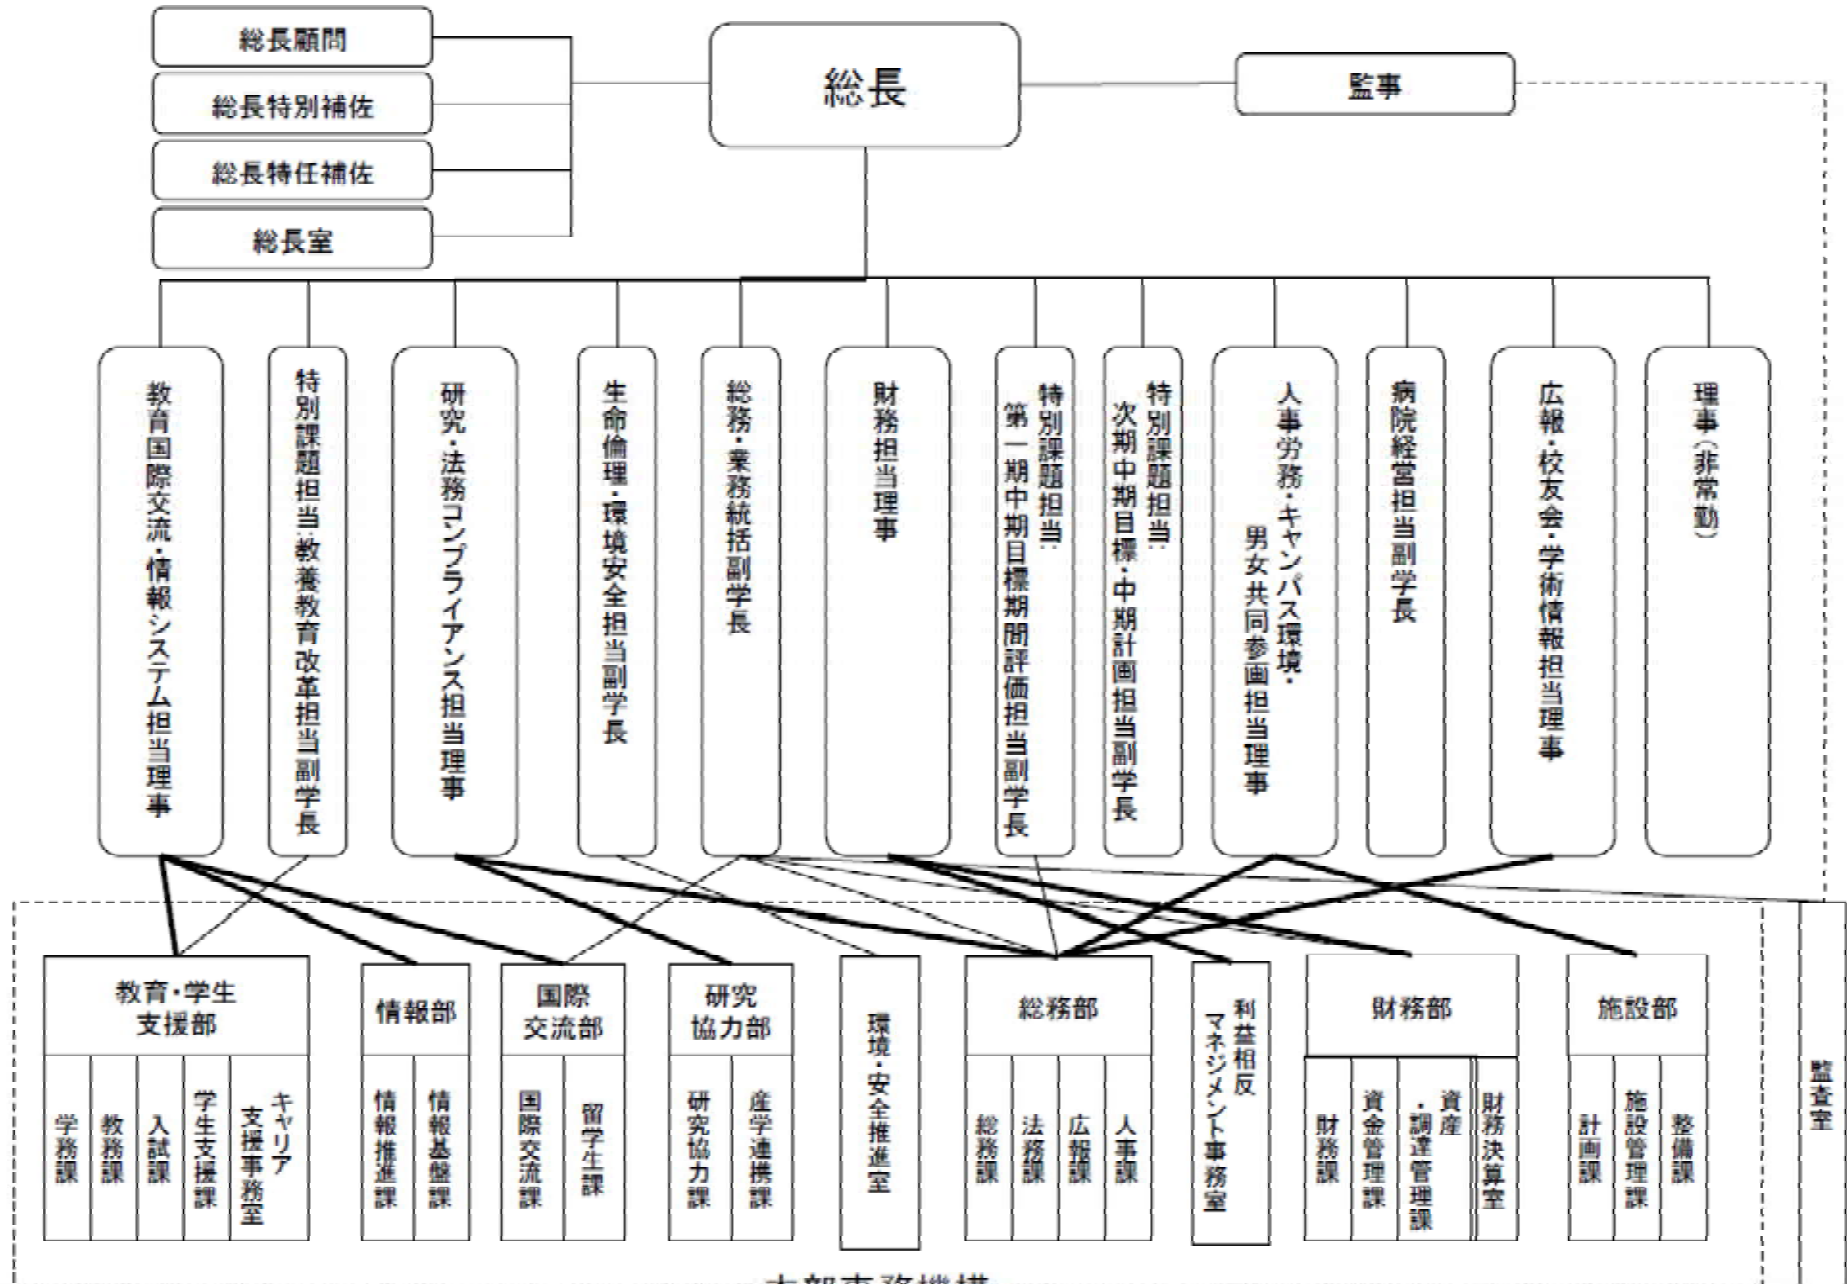 総長顧問
総長特別補佐
総長特任補佐
総長室
総長
監事
教育国際交流・情報システム担当理事
特別課題担当:教養教育改革担当副学長
研究・法務コンプライアンス担当理事
生命倫理・環境安全担当副学長
総務・業務統括副学長
財務担当理事
特別課題担当:
第一期中期目標期間評価担当副学長
特別課題担当:
次期中期目標・中期計画担当副学長
人事労務・キャンパス環境・
男女共同参画担当理事
病院経営担当副学長
広報・校友会・学術情報担当理事
理事(非常勤)
教育・学生
支援部
学務課
教務課
入試課
学生支援課
キャリア
支援事務室
情報部
情報推進課
情報基盤課
国際
交流部
国際交流課
留学生課
研究
協力部
研究協力課
産学連携課
環境・安全推進室
総務部
総務課
法務課
広報課
人事課
利益相反
マネジメント事務室
財務部
財務課
資金管理課
資産
・調達管理課
財務決算室
施設部
計画課
施設管理課
整備課
監査室